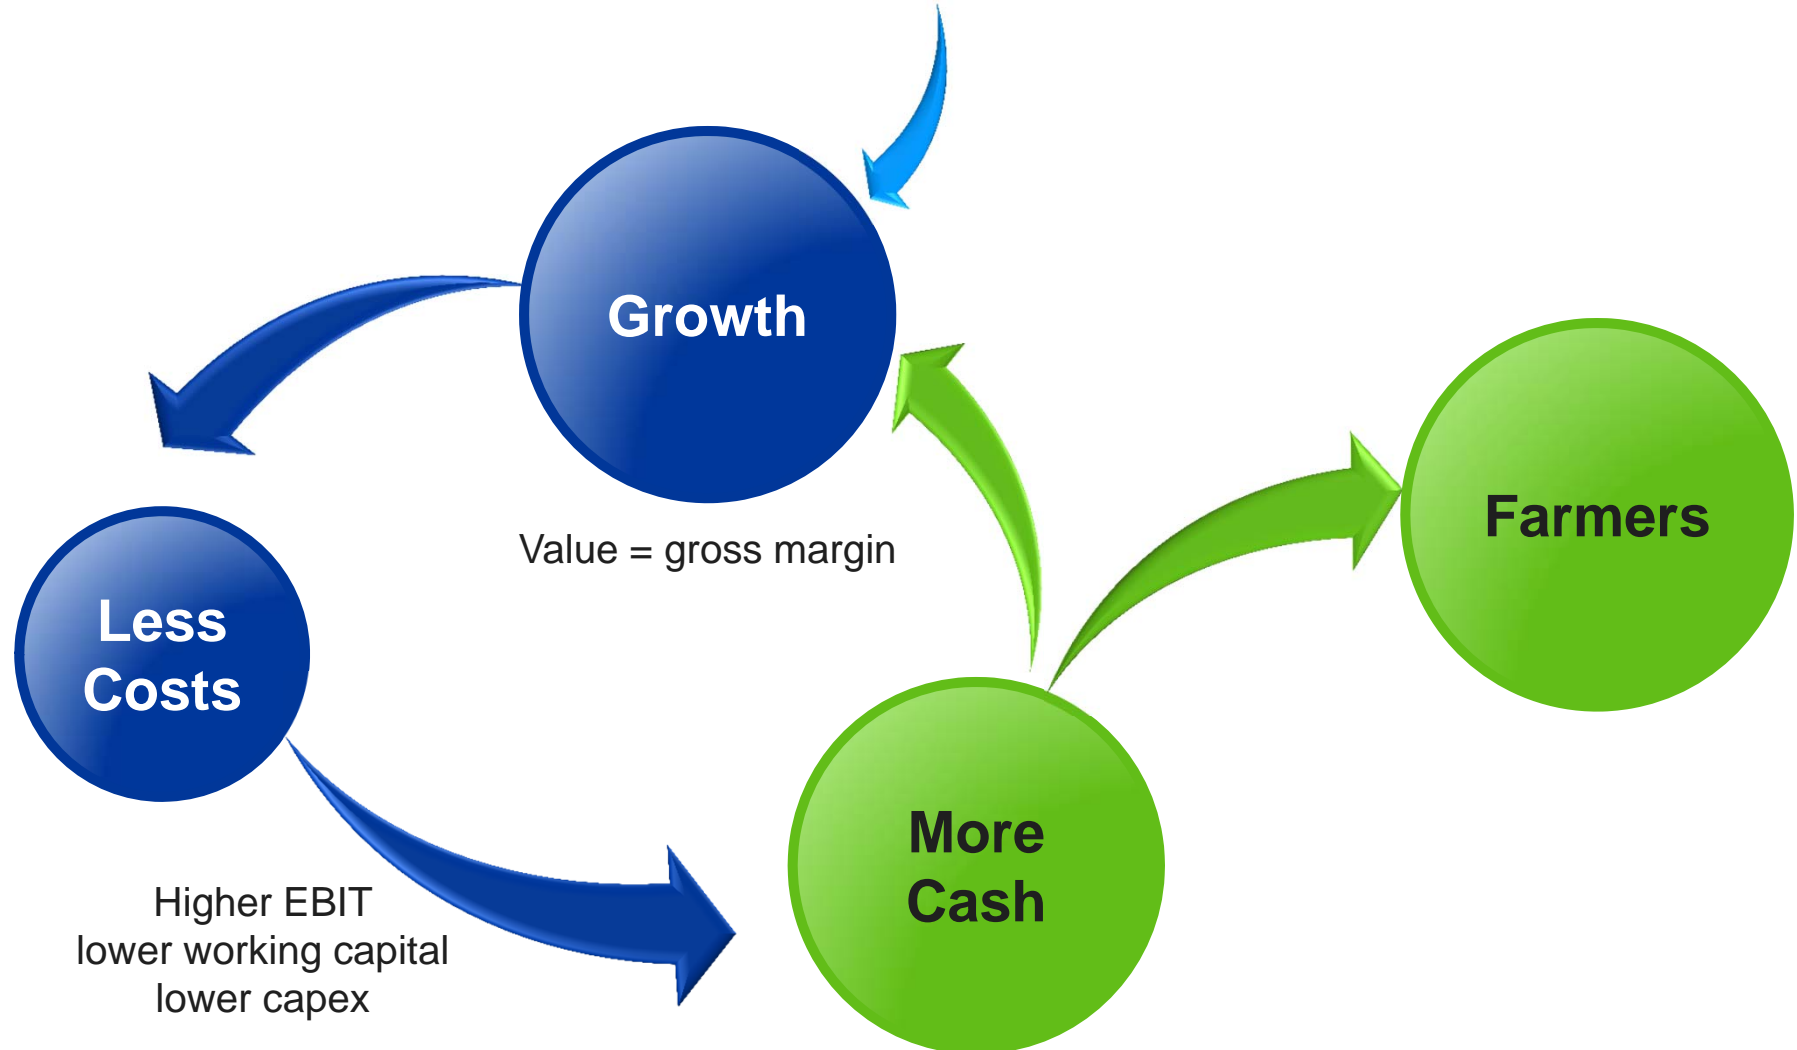 Growth
Value = gross margin
Less
Costs
Higher EBIT
lower working capital
lower capex
More
Cash
Farmers